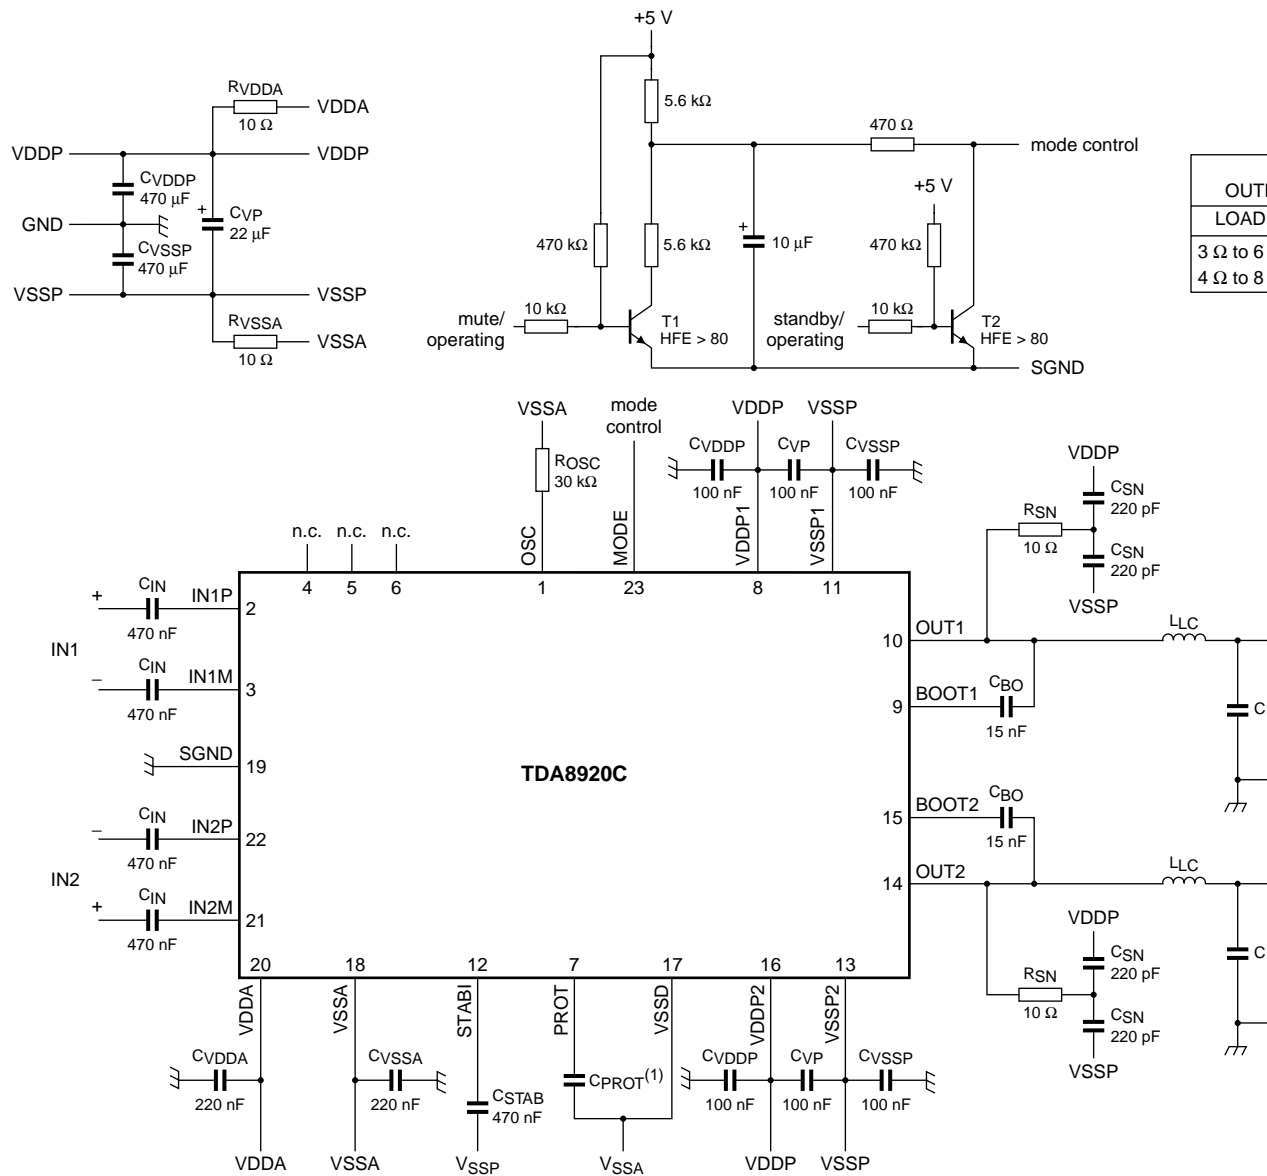 +5 V
RVDDA
10 Ω
VDDA
VDDP
VDDP
CVDDP
470 μF
GND
+
CVP
22 μF
CVSSP
470 μF
VSSP
VSSP
RVSSA
10 Ω
VSSA
5.6 kΩ
470 Ω
mode control
+5 V
470 kΩ
5.6 kΩ
+
10 μF
470 kΩ
mute/
operating
10 kΩ
T1
HFE > 80
standby/
operating
10 kΩ
T2
HFE > 80
SGND
LOAD
3 Ω to 6
4 Ω to 8
VSSA
ROSC
30 kΩ
mode
control
VDDP
VSSP
CVDDP
100 nF
CVP
100 nF
CVSSP
100 nF
n.c.
n.c.
n.c.
OSC
MODE
VDDP1
VSSP1
4
5
6
1
23
8
11
VDDP
CSN
220 pF
RSN
10 Ω
CSN
220 pF
VSSP
IN1
+
CIN
470 nF
IN1P
2
−
CIN
470 nF
IN1M
3
SGND
19
IN2
−
CIN
470 nF
IN2P
22
+
CIN
470 nF
IN2M
21
TDA8920C
10
OUT1
LLC
9
BOOT1
CBO
15 nF
C
15
BOOT2
CBO
15 nF
14
OUT2
LLC
C
VDDP
CSN
220 pF
RSN
10 Ω
CSN
220 pF
VSSP
20
18
12
7
17
16
13
VDDA
VSSA
STABI
PROT
VSSD
VDDP2
VSSP2
CVDDA
220 nF
CVSSA
220 nF
CSTAB
470 nF
CPROT(1)
CVDDP
100 nF
CVP
100 nF
CVSSP
100 nF
VDDA
VSSA
VSSP
VSSA
VDDP
VSSP